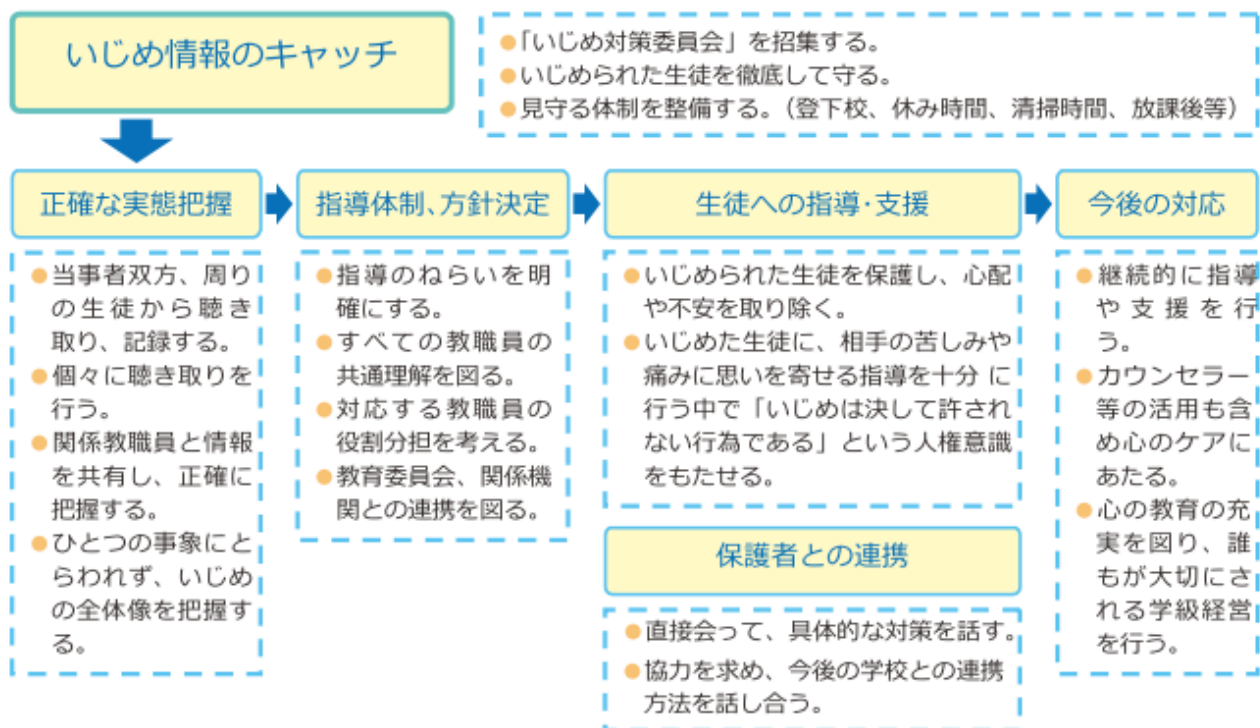 いじめ情報のキャッチ
●「いじめ対策委員会」を招集する。
●いじめられた生徒を徹底して守る。
●見守る体制を整備する。（登下校、休み時間、清掃時間、放課後等）
正確な実態把握
●当事者双方、周り
の生徒から聴き
取り、記録する。
●個々に聴き取りを
行う。
●関係教職員と情報
を共有し、正確に
把握する。
●ひとつの事象にと
らわれず、いじめ
の全体像を把握す
る。
指導体制、方針決定
●指導のねらいを明
確にする。
●すべての教職員の
共通理解を図る。
●対応する教職員の
役割分担を考える。
●教育委員会、関係機
関との連携を図る。
生徒への指導・支援
●いじめられた生徒を保護し、心配
や不安を取り除く。
●いじめた生徒に、相手の苦しみや
痛みに思いを寄せる指導を十分 に
行う中で「いじめは決して許され
ない行為である」という人権意識
をもたせる。
保護者との連携
●直接会って、具体的な対策を話す。
●協力を求め、今後の学校との連携
方法を話し合う。
今後の対応
●継続的に指導
や支援を行
う。
●カウンセラー
等の活用も含
め心のケアに
あたる。
●心の教育の充
実を図り、誰
もが大切にさ
れる学級経営
を行う。